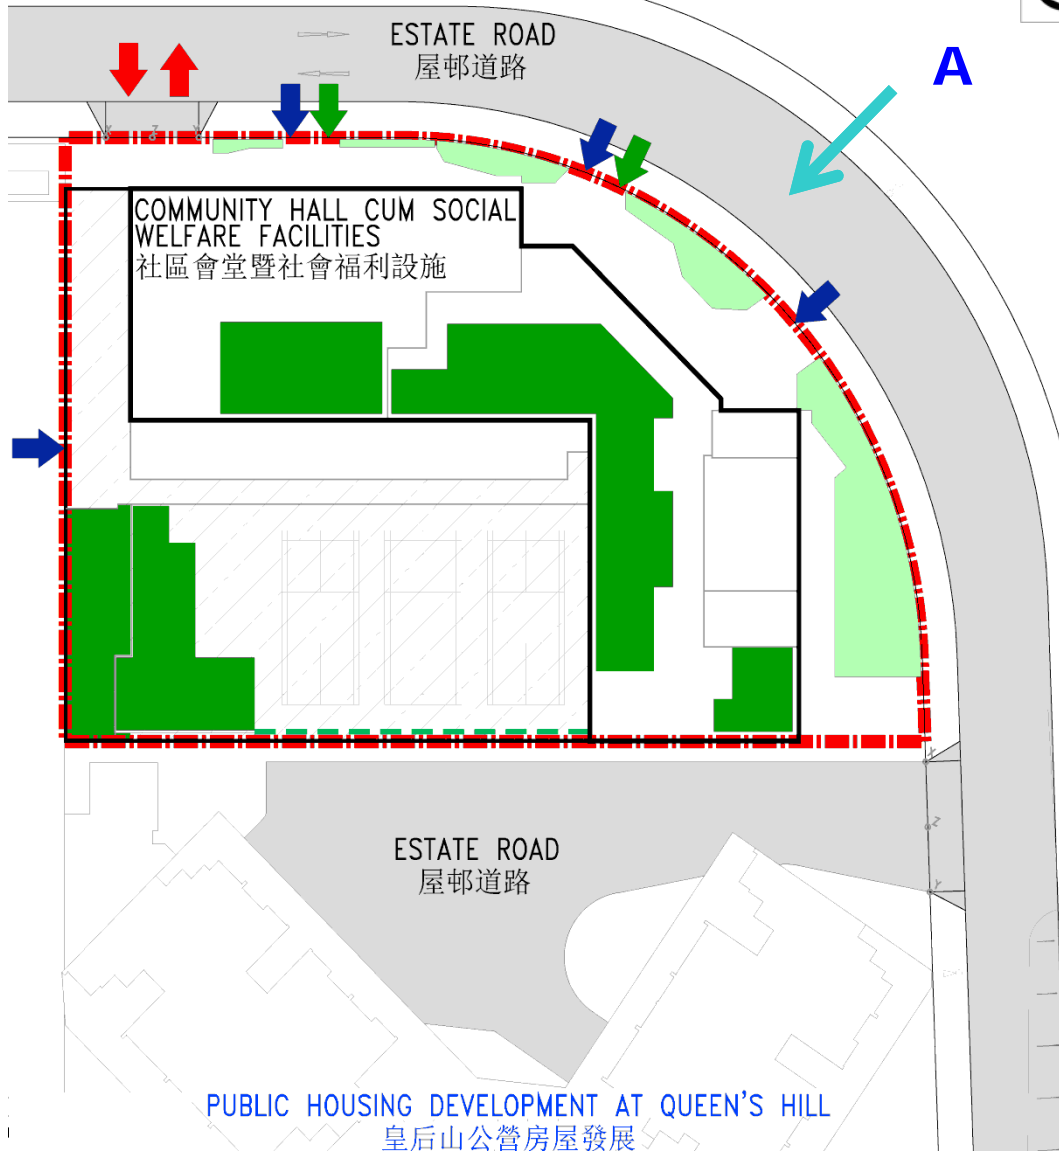 ESTATE ROAD
屋邨道路
A
COMMUNITY HALL CUM SOCIAL
WELFARE FACILITIES
社區會堂暨社會福利設施
X
Z
Y
X
Z
Y
ESTATE ROAD
屋邨道路
PUBLIC HOUSING DEVELOPMENT AT QUEEN'S HILL
皇后山公營房屋發展